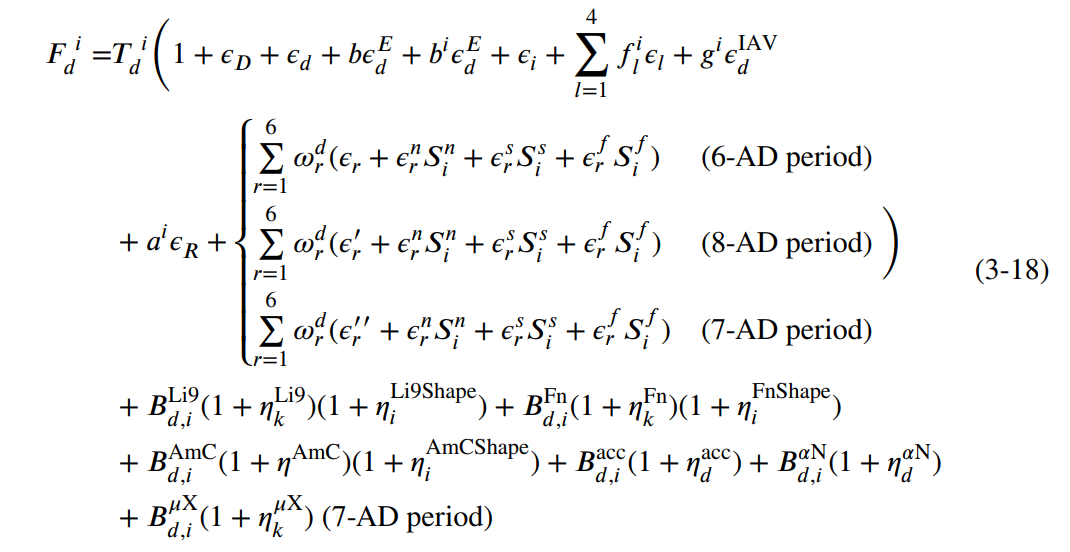 F_d^i = T_d^i ( 1 + ϵ_D + ϵ_d + bϵ_d^E + b^i ϵ_d^E + ϵ_i + ∑_{l=1}^{4} f_l^i ϵ_l + g^i ϵ_d^{IAV}
+ a^i ϵ_R + { ∑_{r=1}^{6} ω_r^d (ϵ_r + ϵ_r^n S_i^n + ϵ_r^s S_i^s + ϵ_r^f S_i^f) (6-AD period)
∑_{r=1}^{6} ω_r^d (ϵ_r′ + ϵ_r^n S_i^n + ϵ_r^s S_i^s + ϵ_r^f S_i^f) (8-AD period) )
(3-18)
∑_{r=1}^{6} ω_r^d (ϵ_r′′ + ϵ_r^n S_i^n + ϵ_r^s S_i^s + ϵ_r^f S_i^f) (7-AD period)
+ B_{d,i}^{Li9} (1 + η_k^{Li9})(1 + η_i^{Li9Shape}) + B_{d,i}^{Fn} (1 + η_k^{Fn})(1 + η_i^{FnShape})
+ B_{d,i}^{AmC} (1 + η^{AmC})(1 + η_i^{AmCShape}) + B_{d,i}^{acc} (1 + η_d^{acc}) + B_{d,i}^{αN} (1 + η_d^{αN})
+ B_{d,i}^{μX} (1 + η_k^{μX}) (7-AD period)